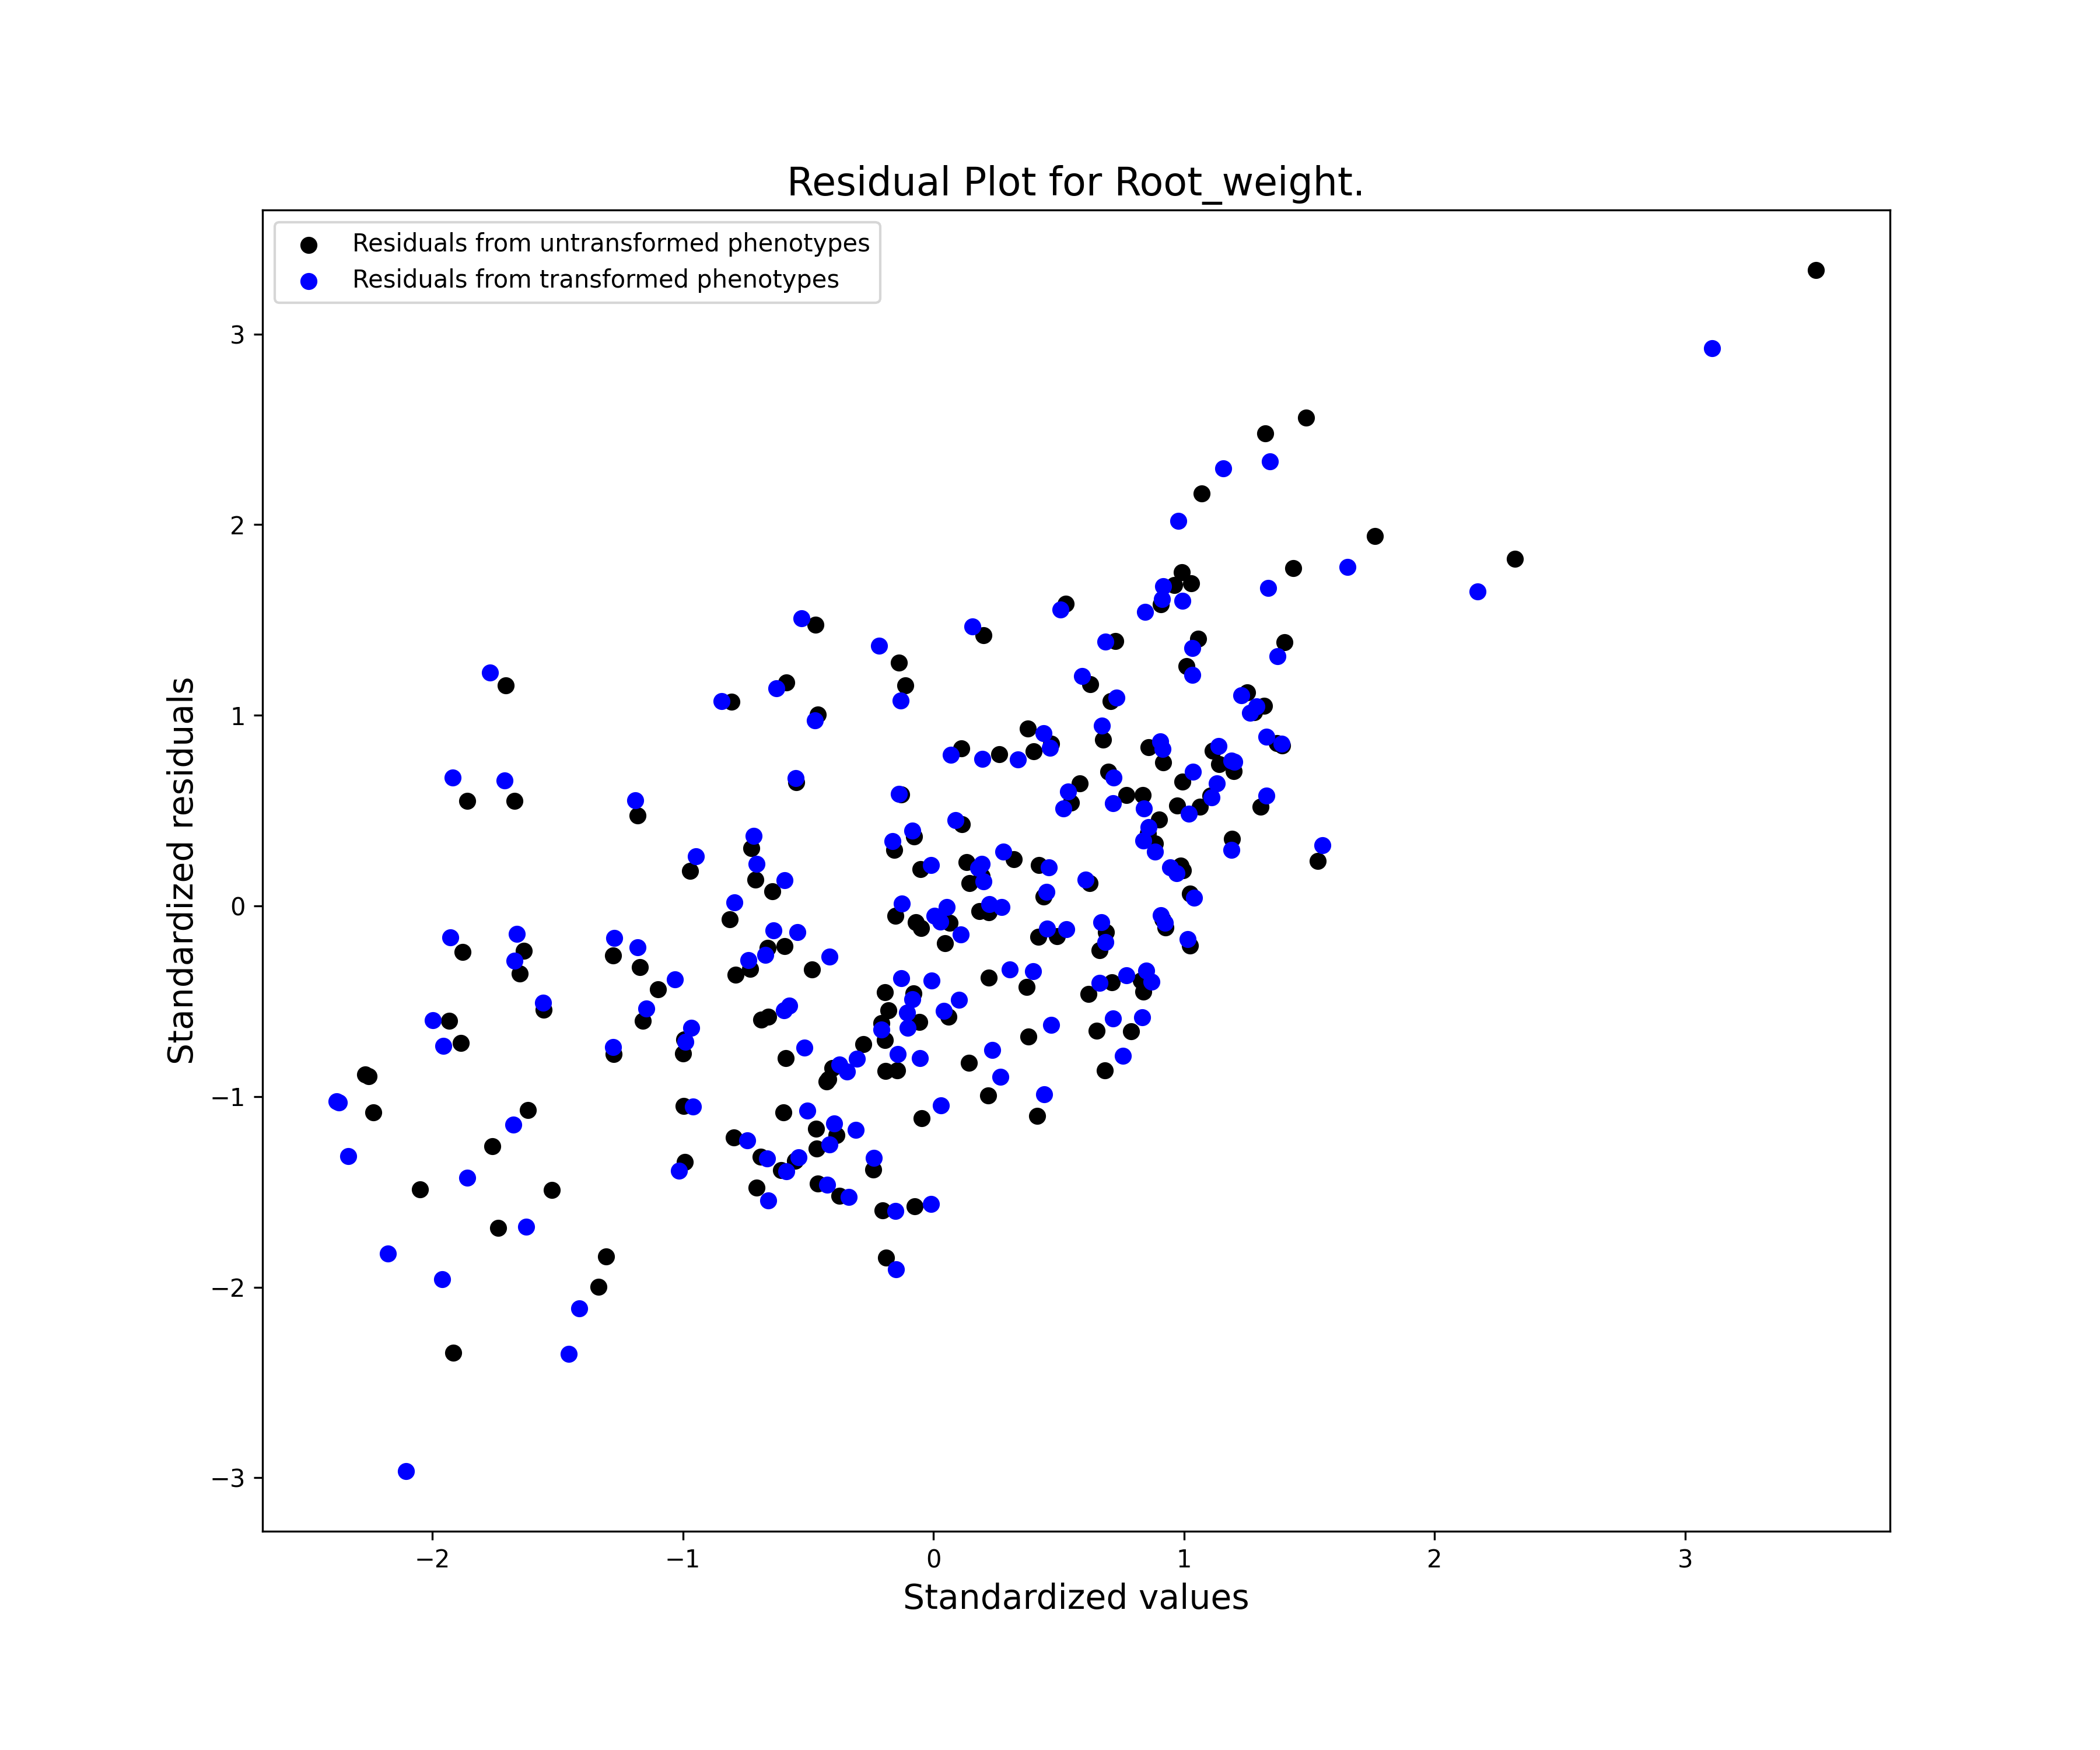 Residual Plot for Root_weight.
Residuals from untransformed phenotypes
Residuals from transformed phenotypes
3
2
1
0
−1
−2
−3
Standardized residuals
−2 −1 0 1 2 3
Standardized values